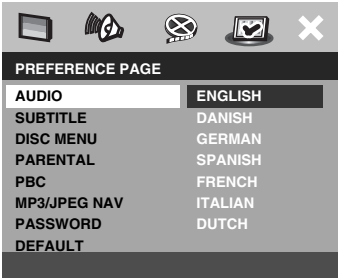 PREFERENCE PAGE
AUDIO ENGLISH
SUBTITLE DANISH
DISC MENU GERMAN
PARENTAL SPANISH
PBC FRENCH
MP3/JPEG NAV ITALIAN
PASSWORD DUTCH
DEFAULT